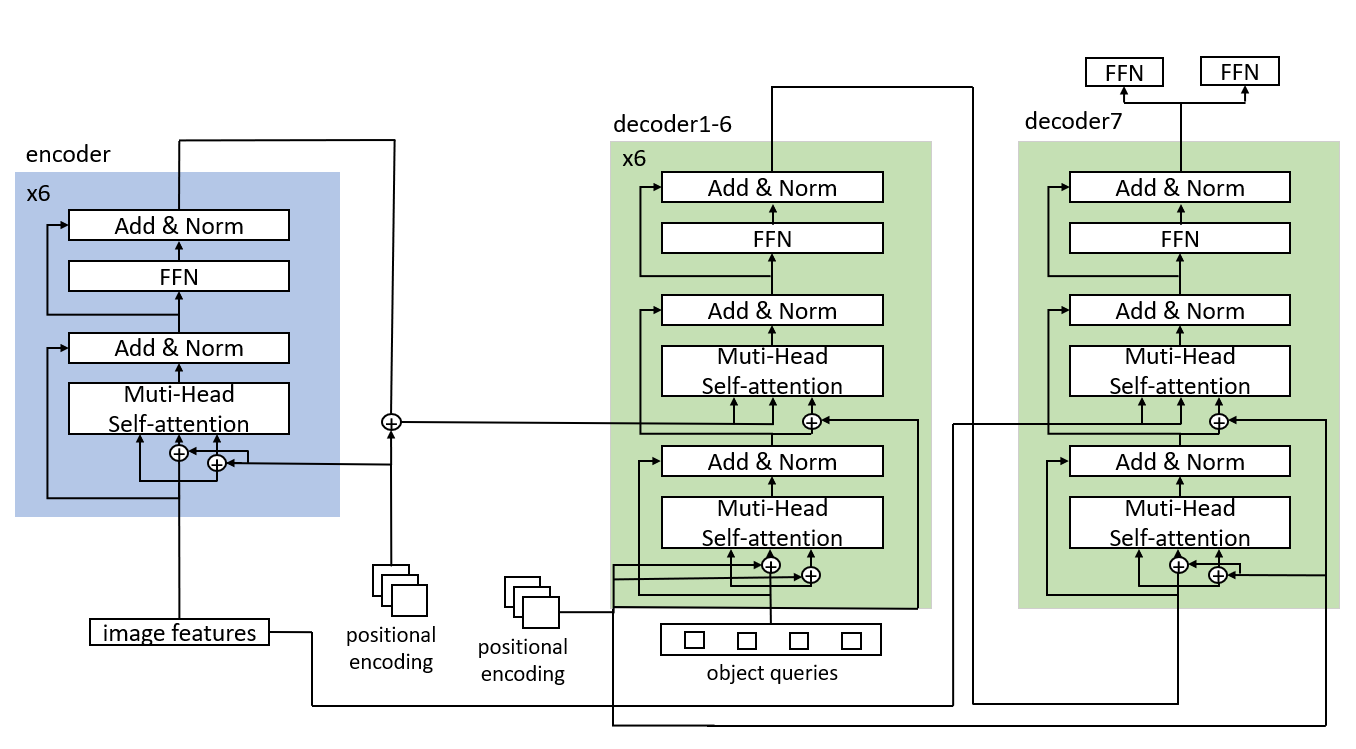 encoder
x6
Add & Norm
FFN
Add & Norm
Muti-Head
Self-attention
image features
positional
encoding
positional
encoding
decoder1-6
x6
Add & Norm
FFN
Add & Norm
Muti-Head
Self-attention
Add & Norm
Muti-Head
Self-attention
object queries
FFN
FFN
decoder7
Add & Norm
FFN
Add & Norm
Muti-Head
Self-attention
Add & Norm
Muti-Head
Self-attention